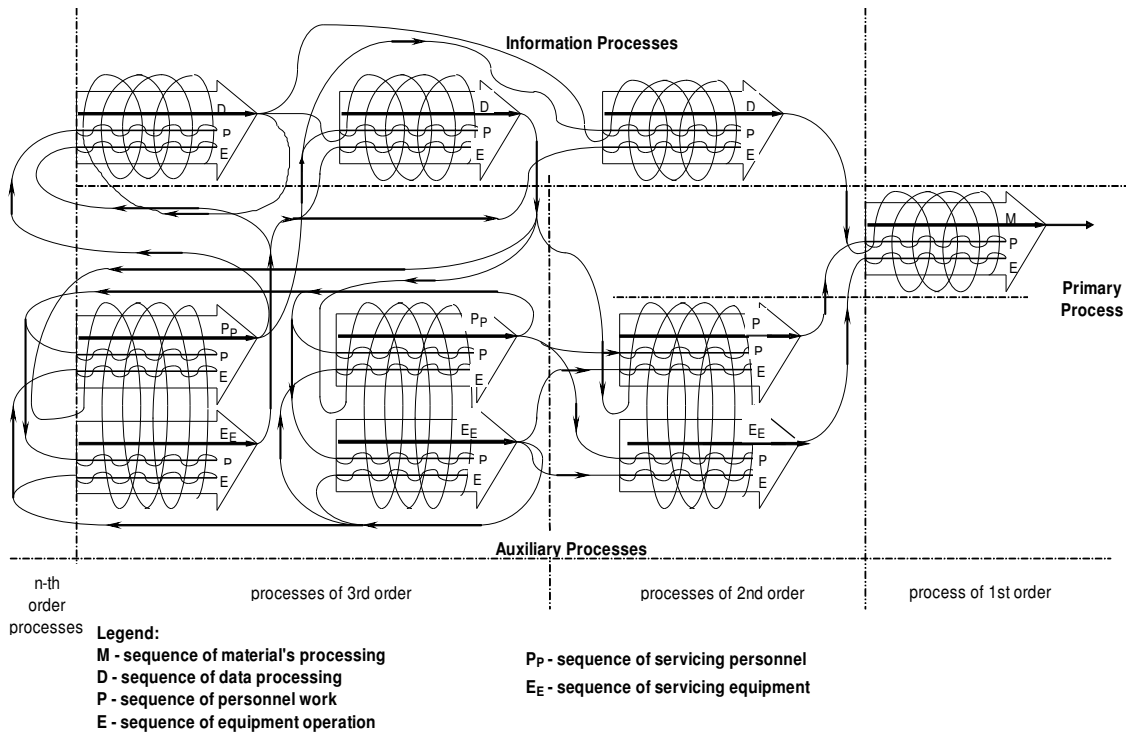 Information Processes
D
P
E
D
P
E
D
P
E
M
P
E
Primary
Process
PP
P
E
PP
P
E
P
P
E
EE
P
E
EE
P
E
EE
P
E
Auxiliary Processes
n-th
order
processes
processes of 3rd order
processes of 2nd order
process of 1st order
Legend:
M - sequence of material's processing
D - sequence of data processing
P - sequence of personnel work
E - sequence of equipment operation
PP - sequence of servicing personnel
EE - sequence of servicing equipment